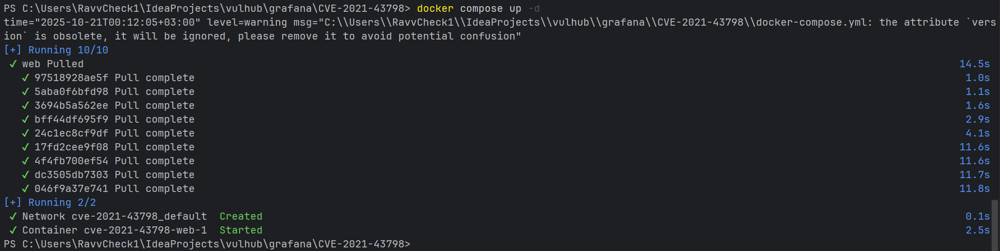 PS C:\Users\RavvCheck1\IdeaProjects\vulhub\grafana\CVE-2021-43798> docker compose up -d
time="2025-10-21T00:12:05+03:00" level=warning msg="C:\\Users\\RavvCheck1\\IdeaProjects\\vulhub\\grafana\\CVE-2021-43798\\docker-compose.yml: the attribute `vers
ion` is obsolete, it will be ignored, please remove it to avoid potential confusion"
[+] Running 10/10
✔ web Pulled 14.5s
✔ 97518928ae5f Pull complete 1.0s
✔ 5aba0f6bfd98 Pull complete 1.1s
✔ 3694b5a562ee Pull complete 1.6s
✔ bff44df695f9 Pull complete 2.9s
✔ 24c1ec8cf9df Pull complete 4.1s
✔ 17fd2cee9f08 Pull complete 11.6s
✔ 4f4fb700ef54 Pull complete 11.6s
✔ dc3505db7303 Pull complete 11.7s
✔ 046f9a37e741 Pull complete 11.8s
[+] Running 2/2
✔ Network cve-2021-43798_default Created 0.1s
✔ Container cve-2021-43798-web-1 Started 2.5s
PS C:\Users\RavvCheck1\IdeaProjects\vulhub\grafana\CVE-2021-43798>